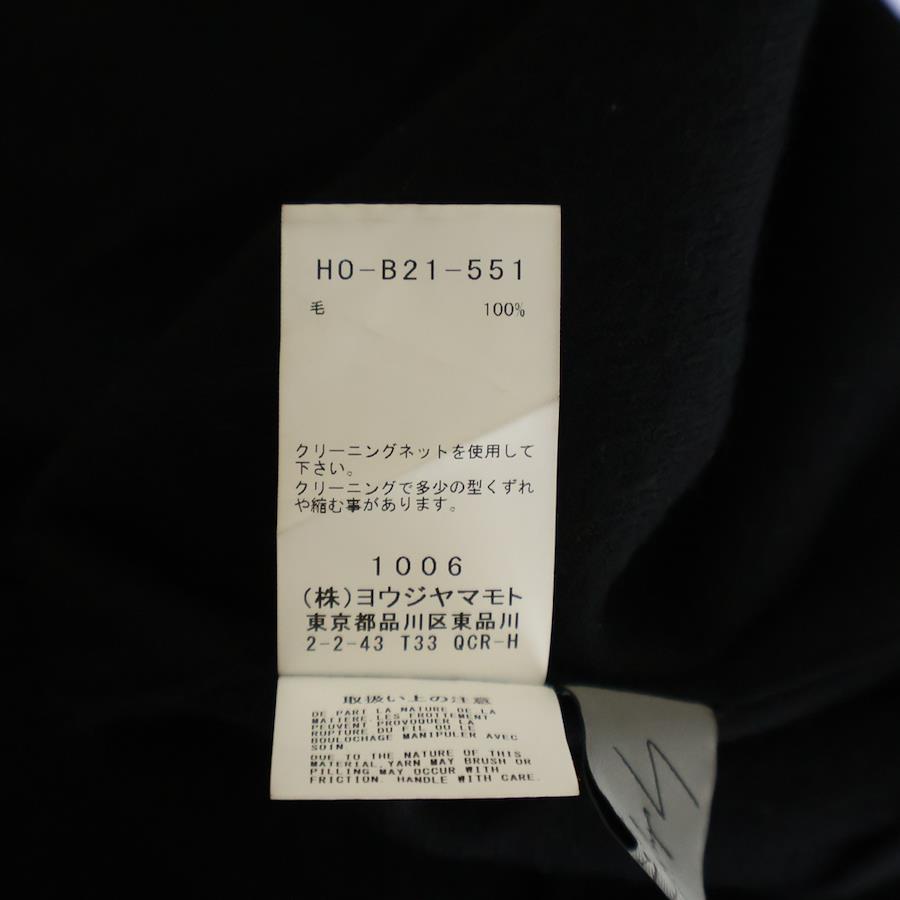 HO-B21-551
毛 100%
クリーニングネットを使用して
下さい。
クリーニングで多少の型くずれ
や縮む事があります。
1006
(株)ヨウジヤマモト
東京都品川区東品川
2-2-43 T33 QCR-H
取扱い上の注意
DE PART LA NATURE DE LA
MATIERE.LES FROTTEMENT
PEUVENT PROVOQUER LA
RUPTURE DU FIL OU LE
BOULOCHAGE MANIPULER AVEC
SOIN
DUE TO THE NATURE OF THIS
MATERIAL,YARN MAY BRUSH OR
PILLING MAY OCCUR WITH
FRICTION. HANDLE WITH CARE.